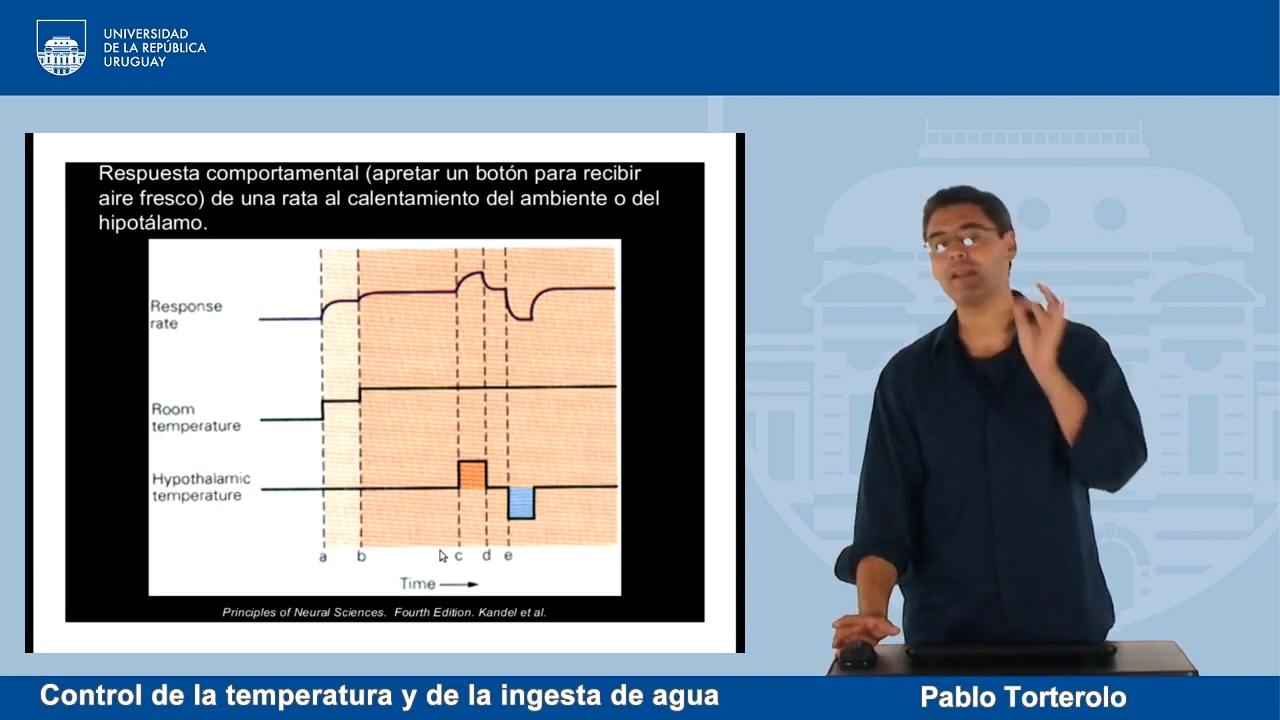 UNIVERSIDAD
DE LA REPÚBLICA
URUGUAY
Respuesta comportamental (apretar un botón para recibir
aire fresco) de una rata al calentamiento del ambiente o del
hipotálamo.
Response
rate
Room
temperature
Hypothalamic
temperature
a b c d e
Time
Principles of Neural Sciences. Fourth Edition. Kandel et al.
Control de la temperatura y de la ingesta de agua
Pablo Torterolo